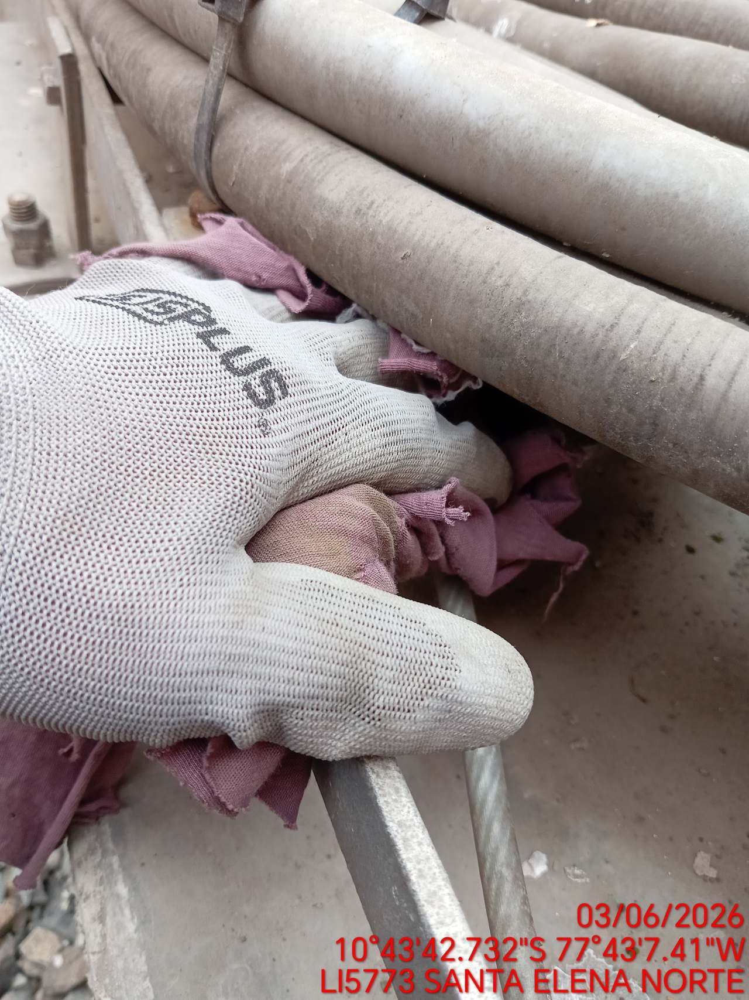 PLUS
®
03/06/2026
10°43'42.732"S 77°43'7.41"W
LI5773 SANTA ELENA NORTE